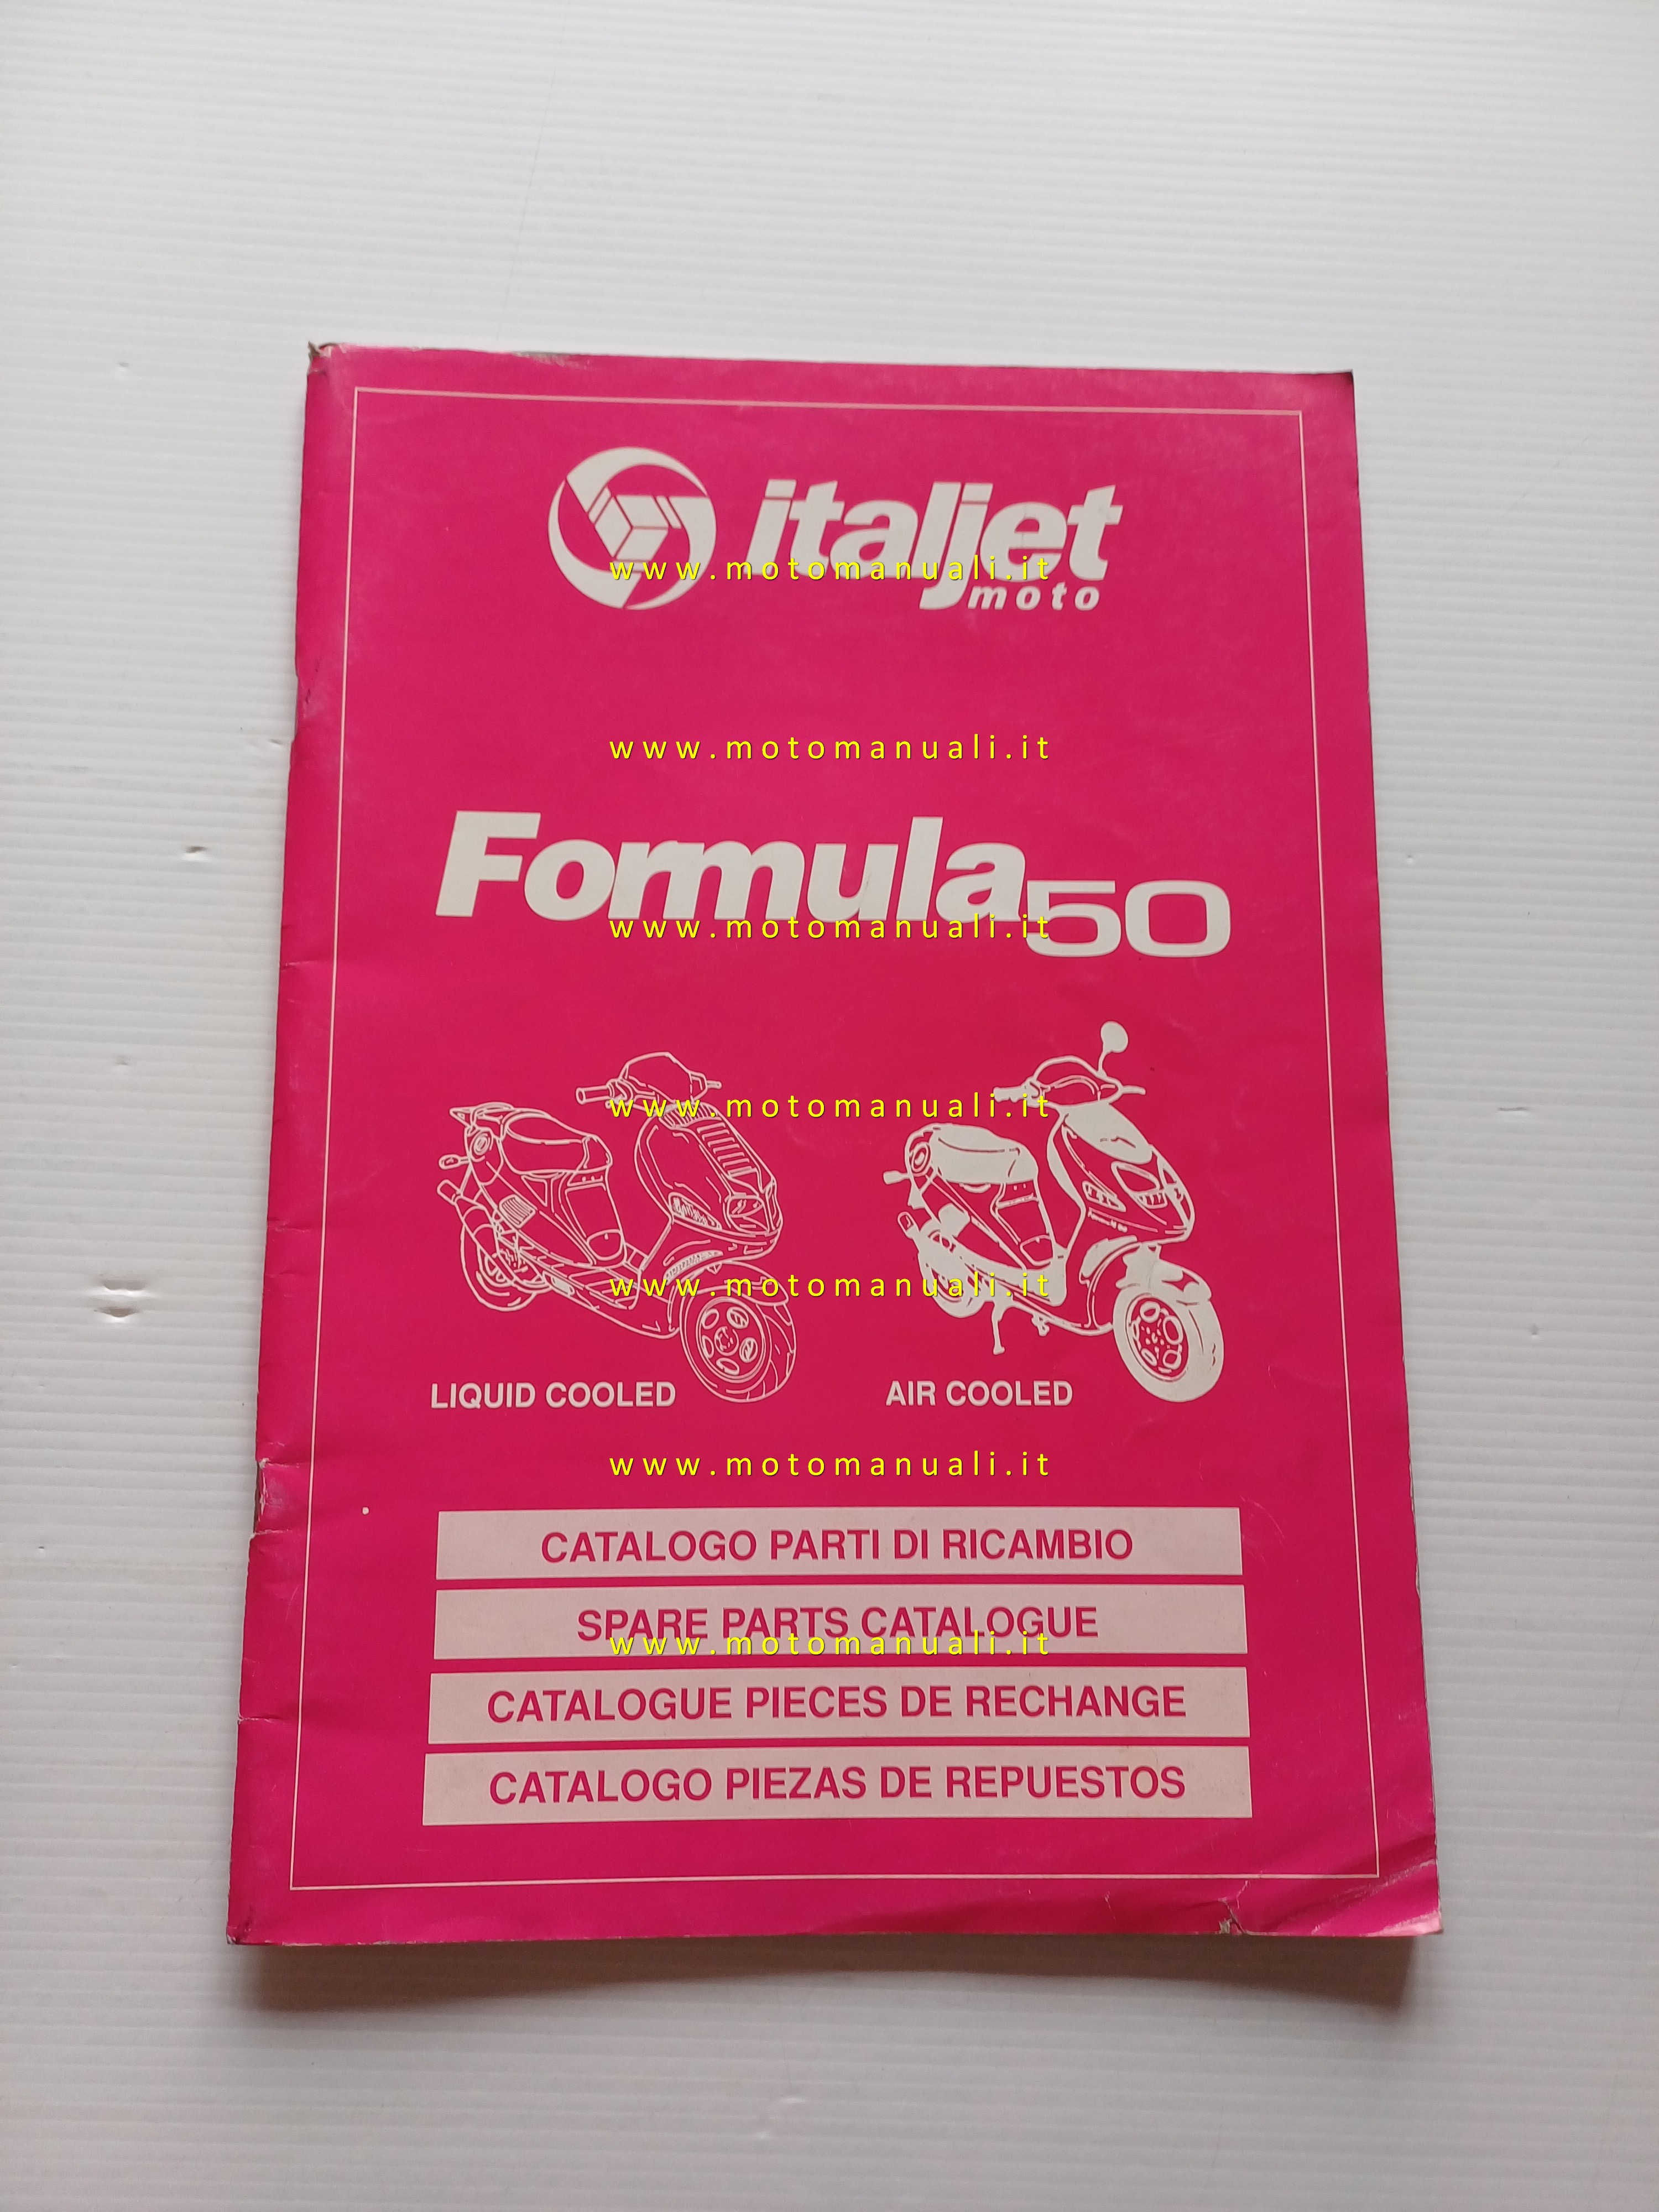 italjet
www.motomanuali.it
moto
www.motomanuali.it
Formula50
www.motomanuali.it
www.motomanuali.it
www.motomanuali.it
LIQUID COOLED
AIR COOLED
www.motomanuali.it
CATALOGO PARTI DI RICAMBIO
SPARE PARTS CATALOGUE
www.motomanuali.it
CATALOGUE PIECES DE RECHANGE
CATALOGO PIEZAS DE REPUESTOS